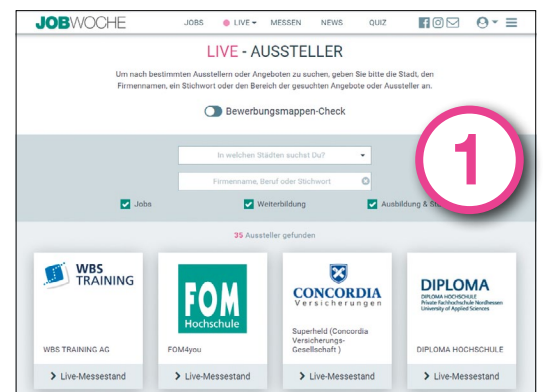 JOBWOCHE
JOBS LIVE MESSEN NEWS QUIZ
LIVE - AUSSTELLER
Um nach bestimmten Ausstellern oder Angeboten zu suchen, geben Sie bitte die Stadt, den
Firmennamen, ein Stichwort oder den Bereich der gesuchten Angebote oder Aussteller an.
Bewerbungsmappen-Check
In welchen Städten suchst Du?
Firmenname, Beruf oder Stichwort
Jobs Weiterbildung Ausbildung &
1
35 Aussteller gefunden
WBS
TRAINING
WBS TRAINING AG
Live-Messestand
FOM
Hochschule
FOM4you
Live-Messestand
CONCORDIA
Versicherungen
Superheld (Concordia
Versicherungs-
Gesellschaft )
Live-Messestand
DIPLOMA
DIPLOMA HOCHSCHULE
Private Fachhochschule Nordhessen
University of Applied Sciences
DIPLOMA HOCHSCHULE
Live-Messestand